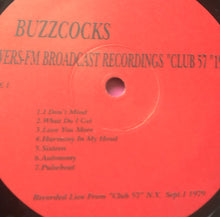 BUZZCOCKS
VERS-FM BROADCAST RECORDINGS "CLUB 57" "1
1.I Don't Mind
2.What Do I Get
3.Love You More
4.Harmony In My Head
5.Sixteen
6.Autonomy
7.Pulsebeat
Recorded Live From "Club 57" N.Y. Sept.1 1979